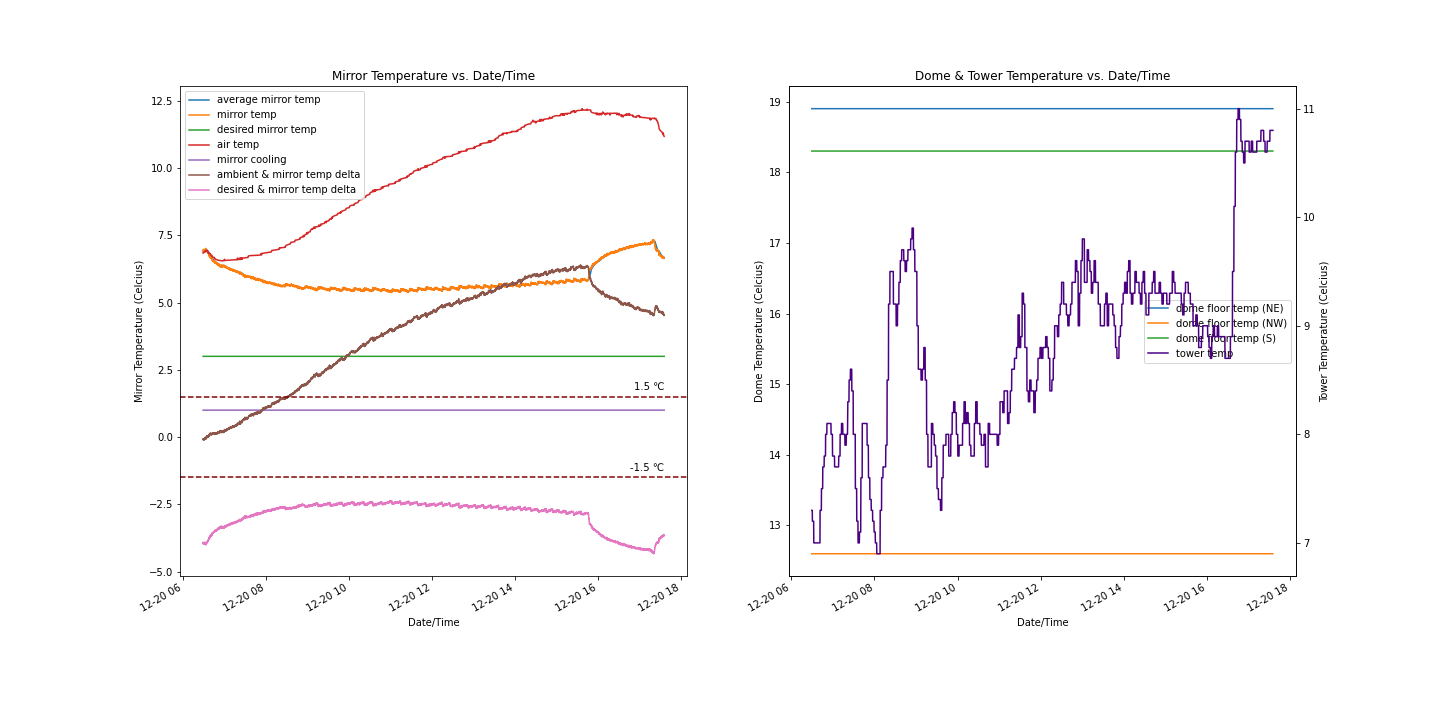 Mirror Temperature vs. Date/Time
12.5
10.0
7.5
5.0
2.5
0.0
−2.5
−5.0
Mirror Temperature (Celcius)
average mirror temp
mirror temp
desired mirror temp
air temp
mirror cooling
ambient & mirror temp delta
desired & mirror temp delta
1.5 °C
-1.5 °C
12-20 06
12-20 08
12-20 10
12-20 12
12-20 14
12-20 16
12-20 18
Date/Time
Dome & Tower Temperature vs. Date/Time
19
18
17
16
15
14
13
Dome Temperature (Celcius)
dome floor temp (NE)
dome floor temp (NW)
dome floor temp (S)
tower temp
11
10
9
8
7
Tower Temperature (Celcius)
12-20 06
12-20 08
12-20 10
12-20 12
12-20 14
12-20 16
12-20 18
Date/Time